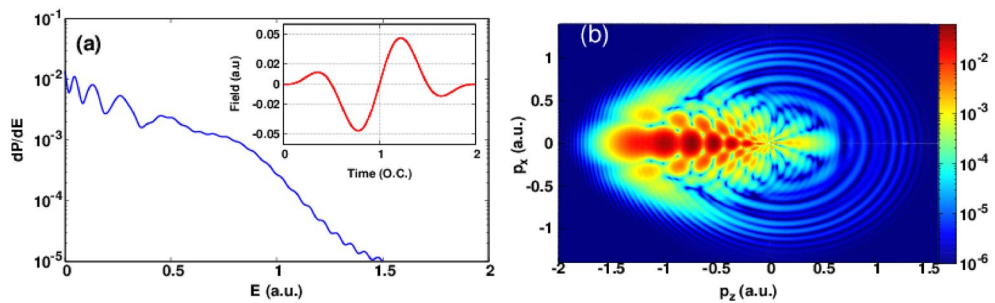 (a)
dP/dE
10^-1
10^-2
10^-3
10^-4
10^-5
0 0.5 1 1.5 2
E (a.u.)
Field (a.u)
0.05
0.02
0
-0.02
-0.05
0 1 2
Time (O.C.)
(b)
p_x (a.u.)
1
0.5
0
-0.5
-1
-2 -1.5 -1 -0.5 0 0.5 1 1.5
p_z (a.u.)
10^-2
10^-3
10^-4
10^-5
10^-6